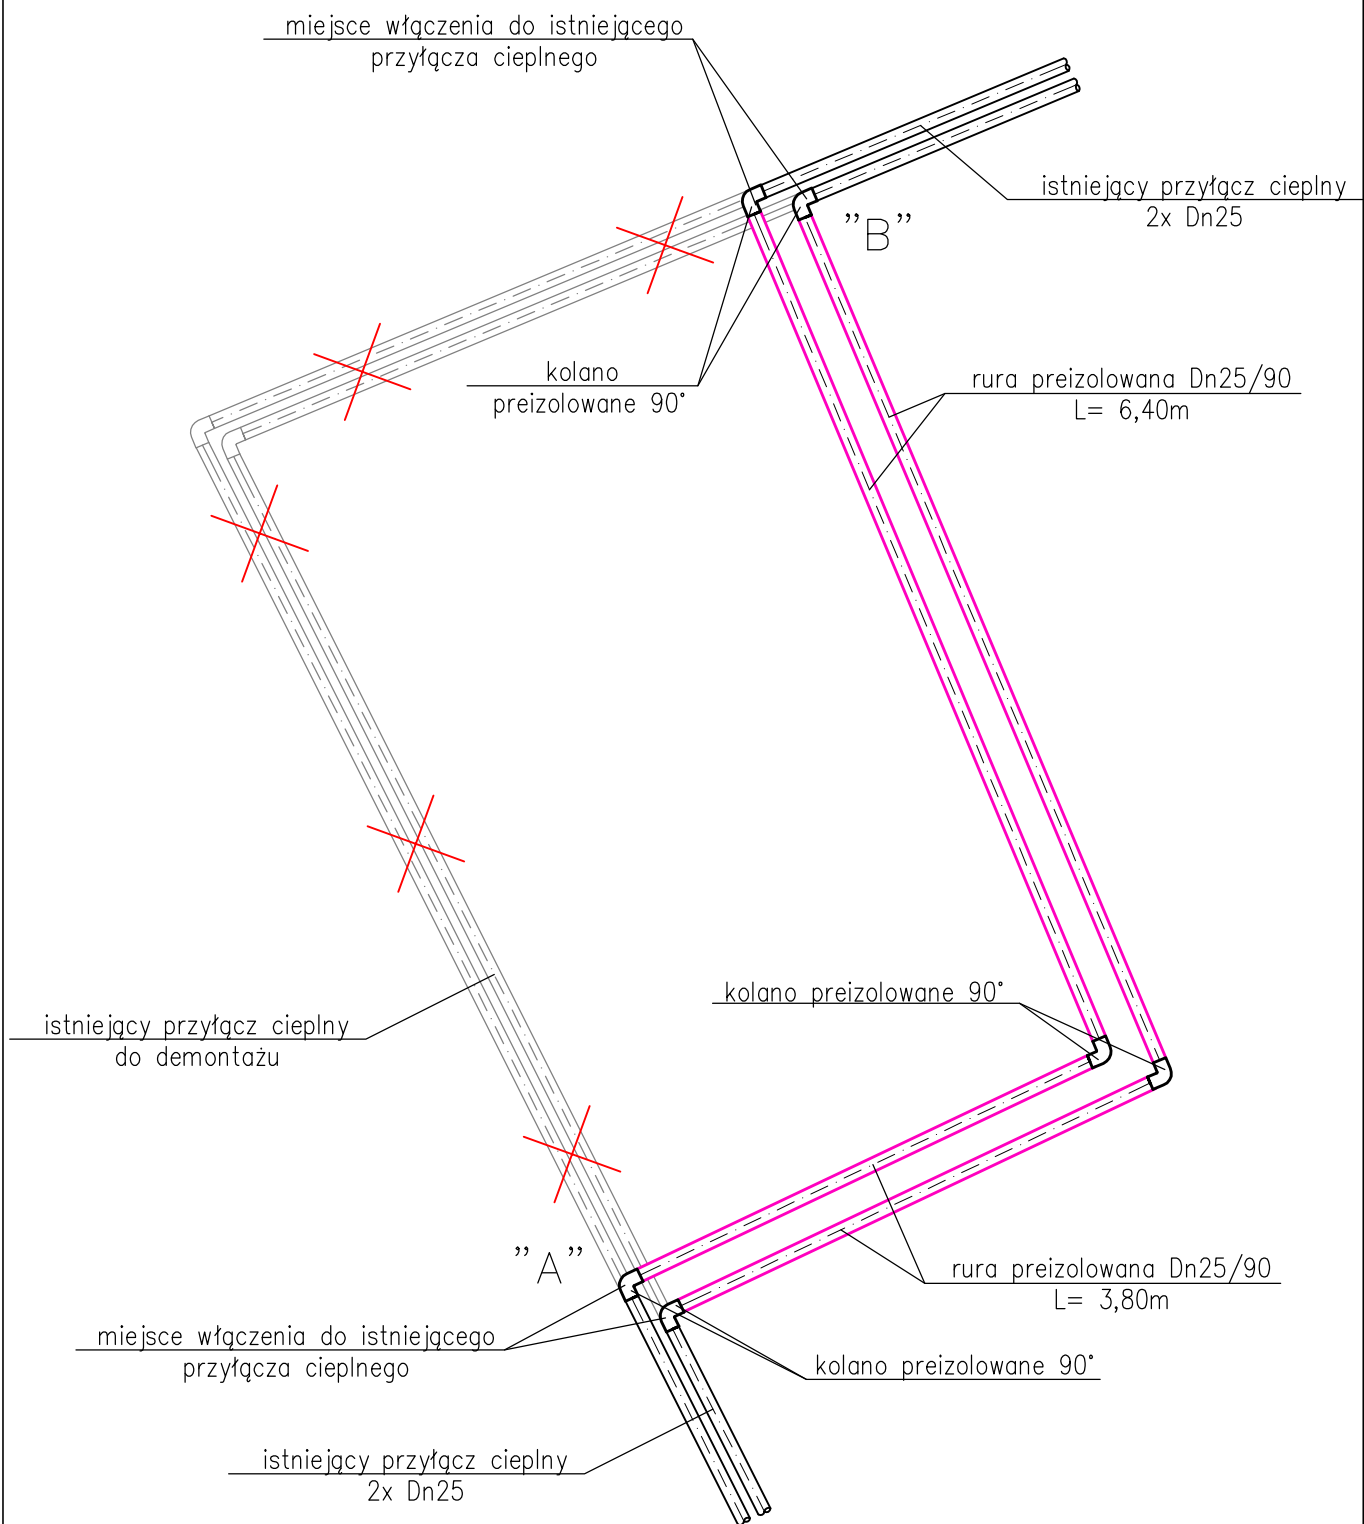 miejsce włączenia do istniejącego
przyłącza cieplnego
istniejący przyłącz cieplny
2x Dn25
"B"
kolano
preizolowane 90°
rura preizolowana Dn25/90
L= 6,40m
kolano preizolowane 90°
istniejący przyłącz cieplny
do demontażu
"A"
rura preizolowana Dn25/90
L= 3,80m
miejsce włączenia do istniejącego
przyłącza cieplnego
kolano preizolowane 90°
istniejący przyłącz cieplny
2x Dn25